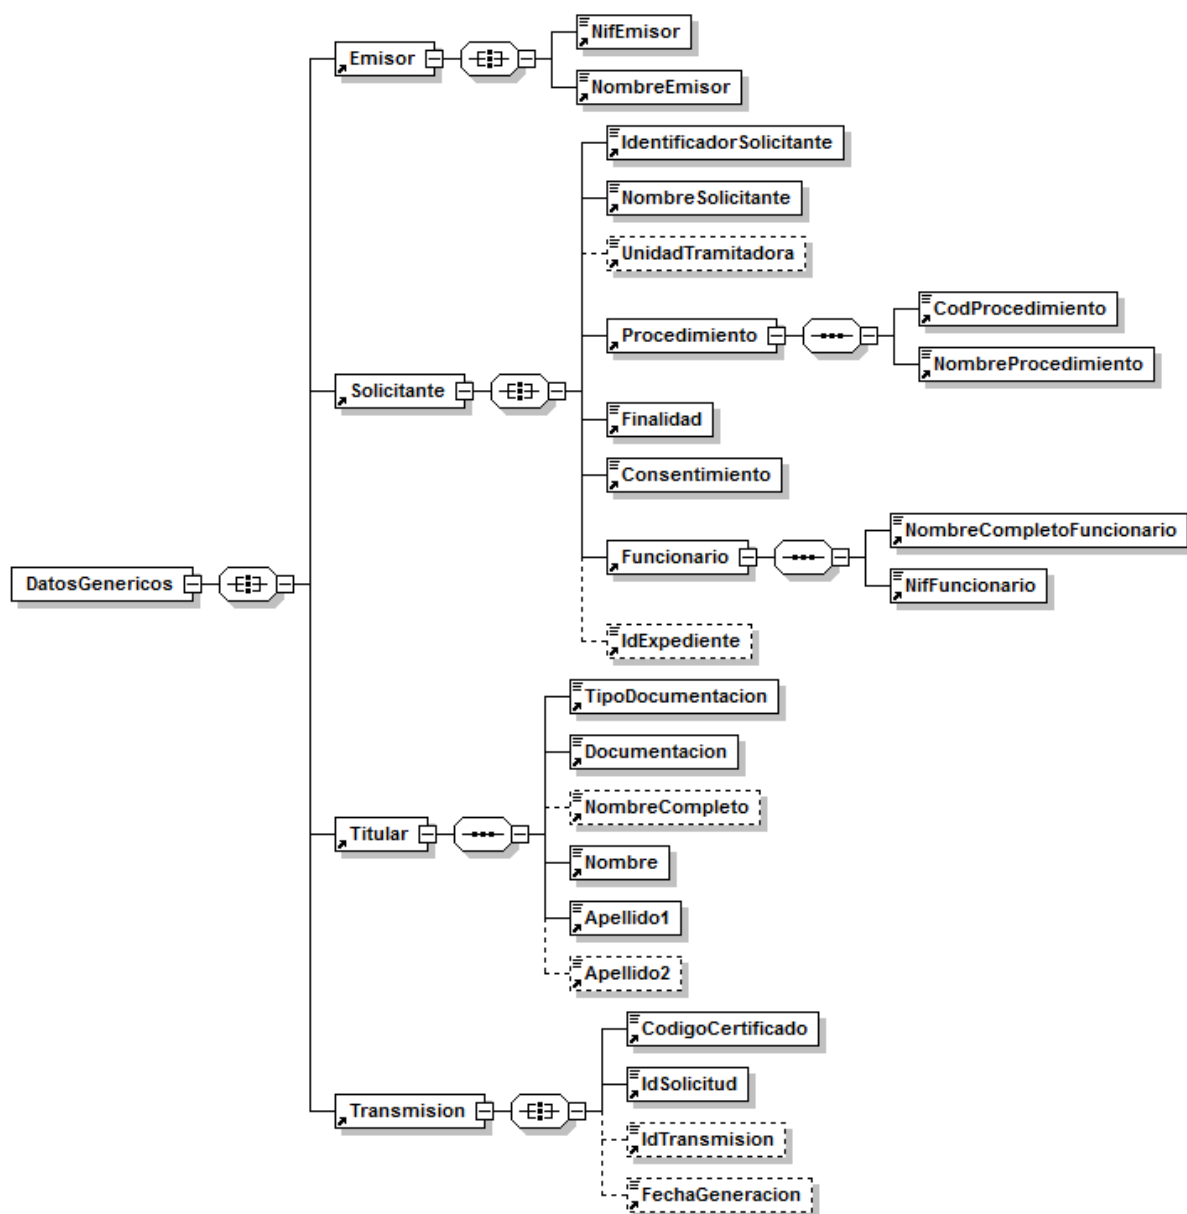 DatosGenericos
Emisor
NifEmisor
NombreEmisor
Solicitante
IdentificadorSolicitante
NombreSolicitante
UnidadTramitadora
Procedimiento
CodProcedimiento
NombreProcedimiento
Finalidad
Consentimiento
Funcionario
NombreCompletoFuncionario
NifFuncionario
IdExpediente
Titular
TipoDocumentacion
Documentacion
NombreCompleto
Nombre
Apellido1
Apellido2
Transmision
CodigoCertificado
IdSolicitud
IdTransmision
FechaGeneracion